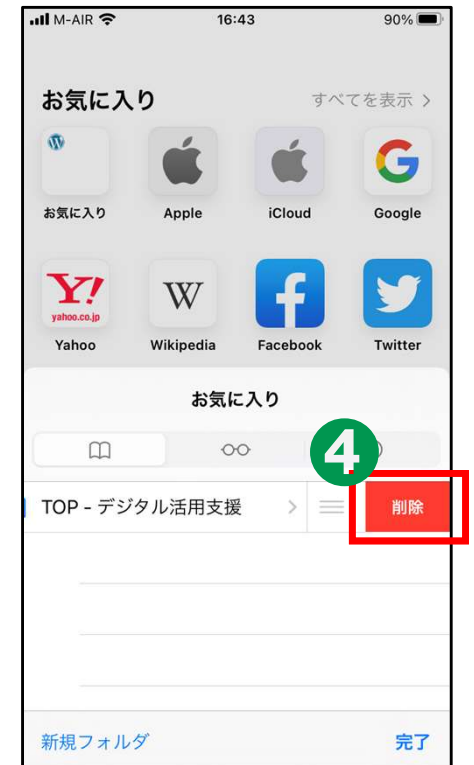 M-AIR 16:43 90%
お気に入り すべてを表示 >
お気に入り Apple iCloud Google
Y!
yahoo.co.jp
W
f
Yahoo Wikipedia Facebook Twitter
お気に入り
4
TOP - デジタル活用支援 > 削除
新規フォルダ 完了